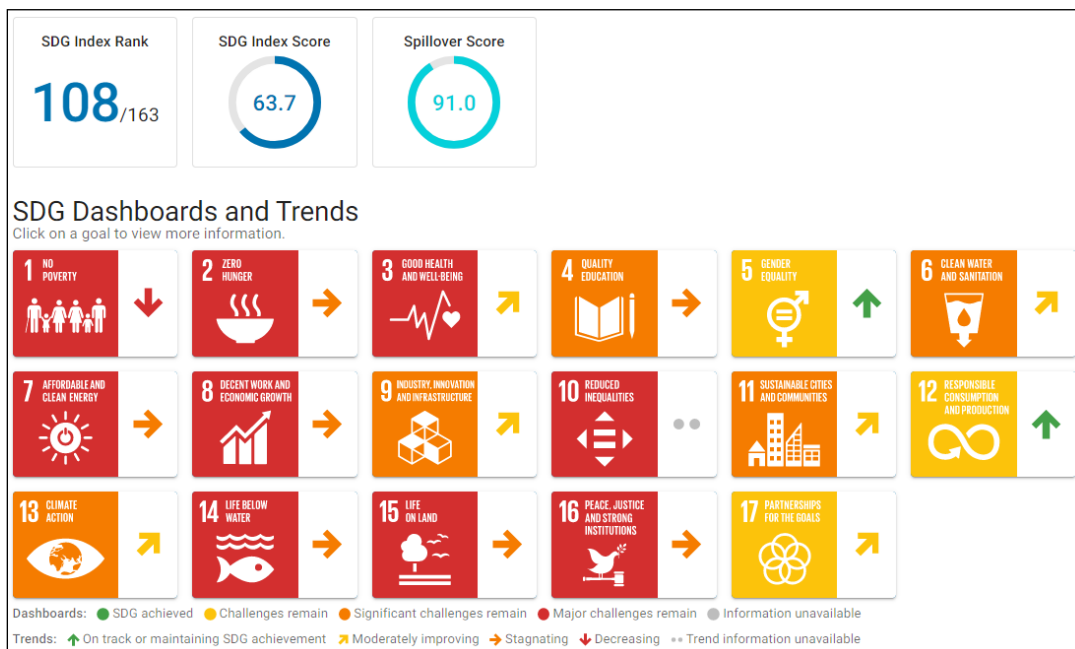 SDG Index Rank
SDG Index Score
Spillover Score
108/163
63.7
91.0
SDG Dashboards and Trends
Click on a goal to view more information.
1 NO
POVERTY
2 ZERO
HUNGER
3 GOOD HEALTH
AND WELL-BEING
4 QUALITY
EDUCATION
5 GENDER
EQUALITY
6 CLEAN WATER
AND SANITATION
7 AFFORDABLE AND
CLEAN ENERGY
8 DECENT WORK AND
ECONOMIC GROWTH
9 INDUSTRY, INNOVATION
AND INFRASTRUCTURE
10 REDUCED
INEQUALITIES
11 SUSTAINABLE CITIES
AND COMMUNITIES
12 RESPONSIBLE
CONSUMPTION
AND PRODUCTION
13 CLIMATE
ACTION
14 LIFE BELOW
WATER
15 LIFE
ON LAND
16 PEACE, JUSTICE
AND STRONG
INSTITUTIONS
17 PARTNERSHIPS
FOR THE GOALS
Dashboards: SDG achieved Challenges remain Significant challenges remain Major challenges remain Information unavailable
Trends: On track or maintaining SDG achievement Moderately improving Stagnating Decreasing Trend information unavailable